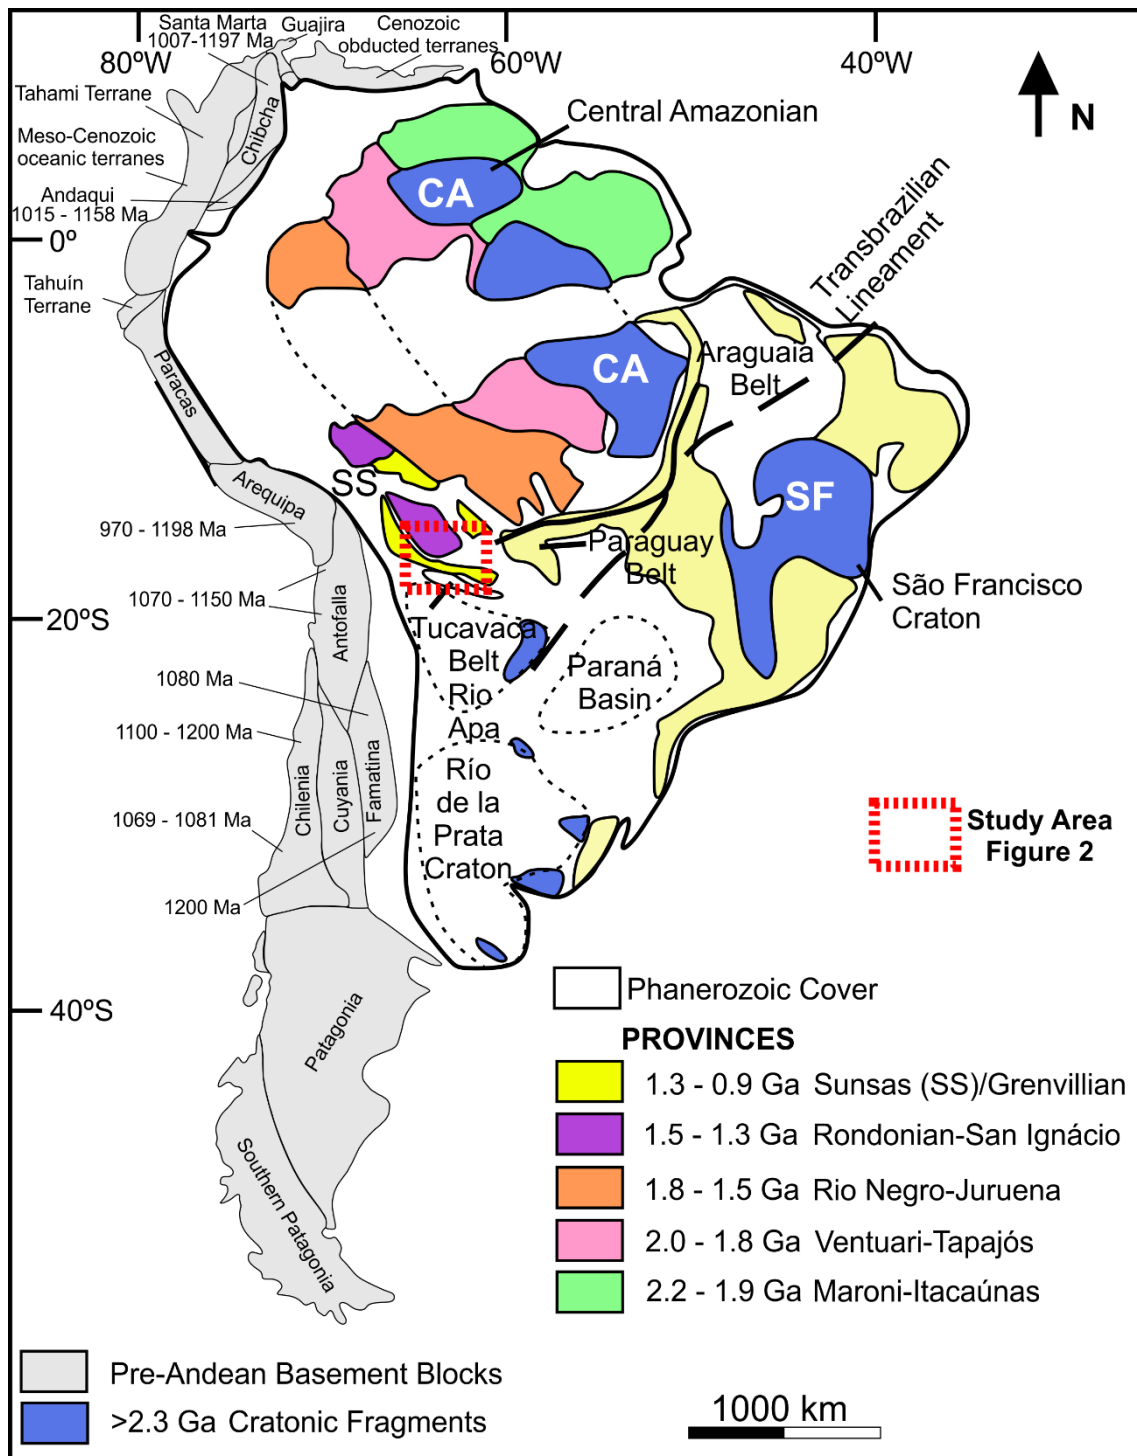 Santa Marta
1007-1197 Ma
Guajira
Cenozoic
obducted terranes
80ºW
60ºW
40ºW
N
Tahami Terrane
Meso-Cenozoic
oceanic terranes
Chibcha
Andaqui
1015 - 1158 Ma
0º
Tahuín
Terrane
Paracas
Central Amazonian
CA
Transbrazilian
Lineament
CA
Araguaia
Belt
SF
SS
Arequipa
970 - 1198 Ma
Paraguay
Belt
São Francisco
Craton
1070 - 1150 Ma
20ºS
Antofalla
Tucavaca
Belt
Rio
Apa
Paraná
Basin
1080 Ma
1100 - 1200 Ma
Chilenia
Cuyania
Famatina
Río
de la
Prata
Craton
1069 - 1081 Ma
1200 Ma
Study Area
Figure 2
40ºS
Patagonia
Southern Patagonia
Phanerozoic Cover
PROVINCES
1.3 - 0.9 Ga Sunsas (SS)/Grenvillian
1.5 - 1.3 Ga Rondonian-San Ignácio
1.8 - 1.5 Ga Rio Negro-Juruena
2.0 - 1.8 Ga Ventuari-Tapajós
2.2 - 1.9 Ga Maroni-Itacaúnas
Pre-Andean Basement Blocks
>2.3 Ga Cratonic Fragments
1000 km